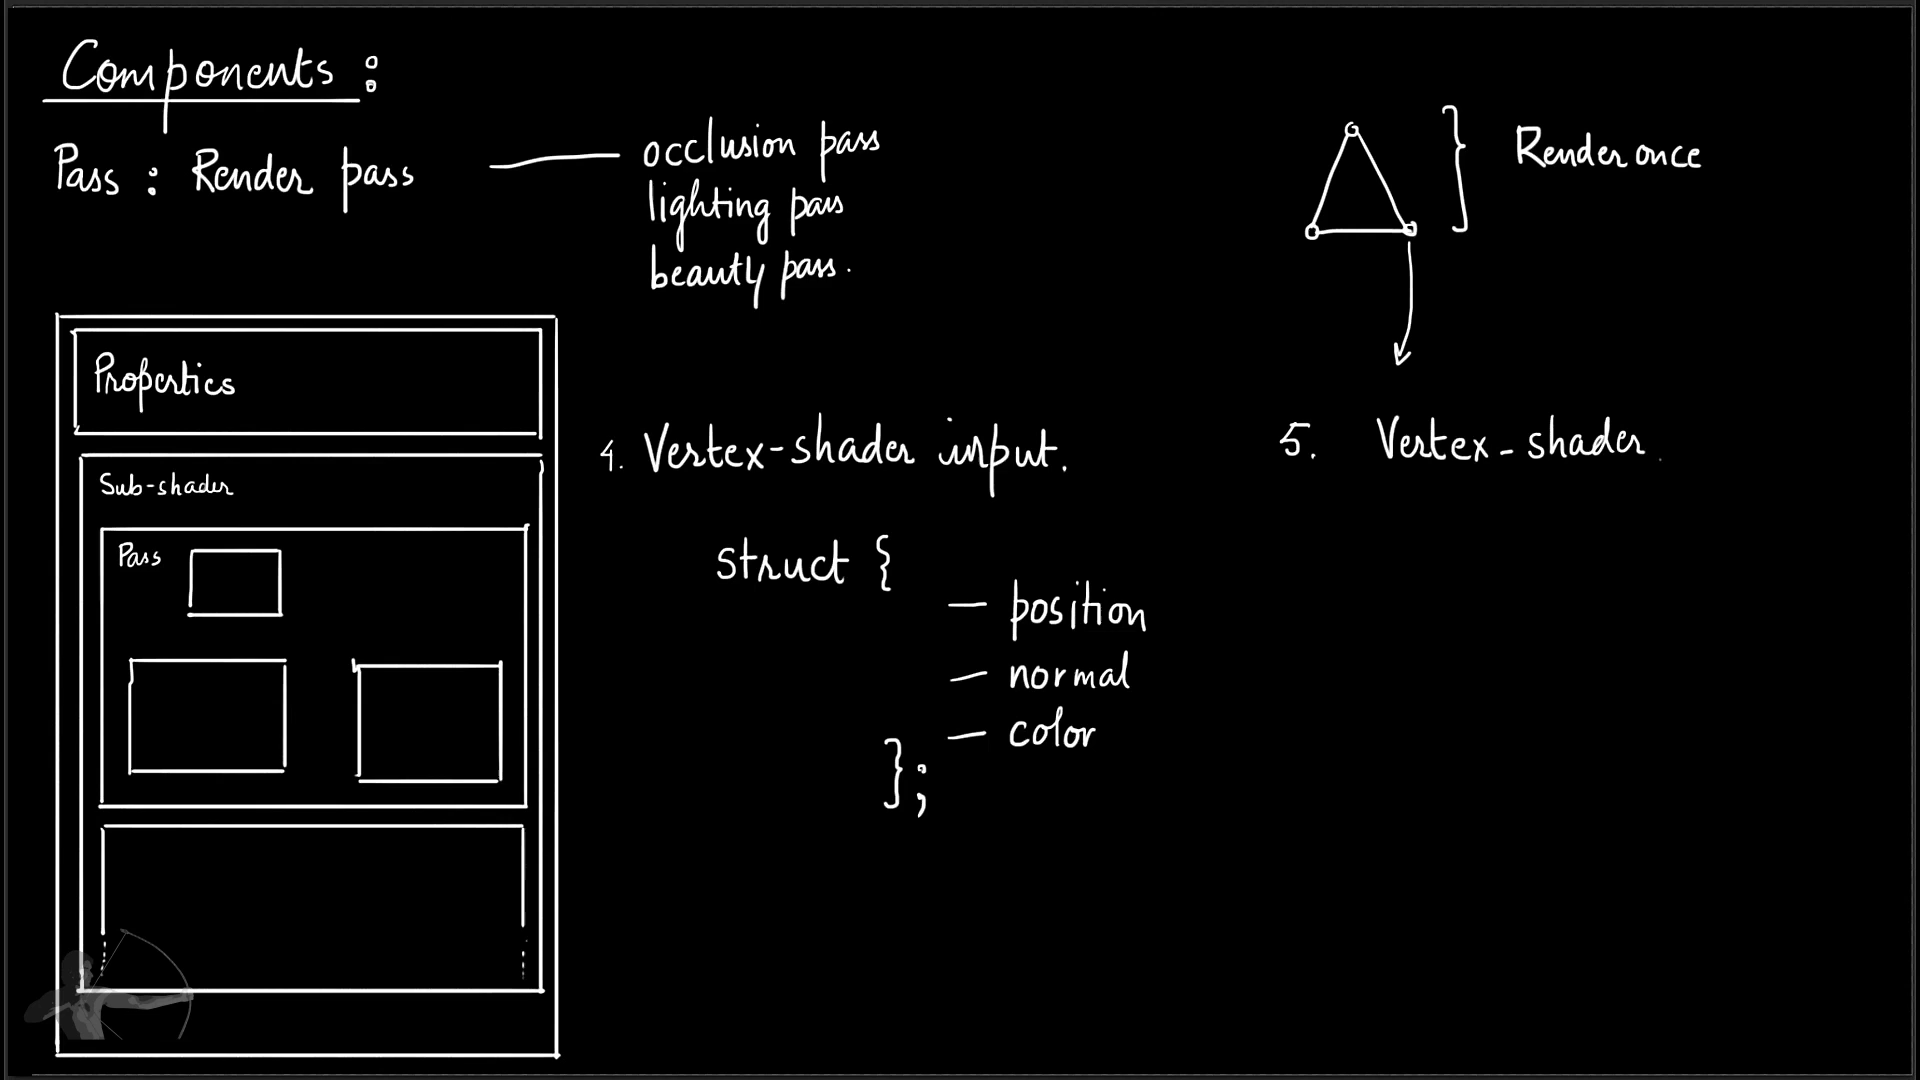 Components :
Pass : Render pass
occlusion pass
lighting pass
beauty pass.
Render once
Properties
Sub-shader
Pass
4. Vertex-shader input.
struct {
— position
— normal
— color
};
5. Vertex-shader.